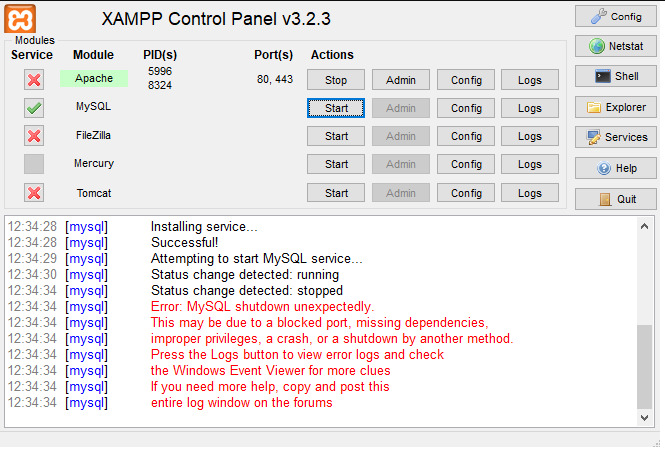 XAMPP Control Panel v3.2.3
Config
Modules
Service Module PID(s) Port(s) Actions
Netstat
Apache 5996 8324 80, 443 Stop Admin Config Logs
Shell
MySQL Start Admin Config Logs
Explorer
FileZilla Start Admin Config Logs
Services
Mercury Start Admin Config Logs
Help
Tomcat Start Admin Config Logs
Quit
12:34:28 [mysql] Installing service...
12:34:28 [mysql] Successful!
12:34:29 [mysql] Attempting to start MySQL service...
12:34:30 [mysql] Status change detected: running
12:34:34 [mysql] Status change detected: stopped
12:34:34 [mysql] Error: MySQL shutdown unexpectedly.
12:34:34 [mysql] This may be due to a blocked port, missing dependencies,
12:34:34 [mysql] improper privileges, a crash, or a shutdown by another method.
12:34:34 [mysql] Press the Logs button to view error logs and check
12:34:34 [mysql] the Windows Event Viewer for more clues
12:34:34 [mysql] If you need more help, copy and post this
12:34:34 [mysql] entire log window on the forums